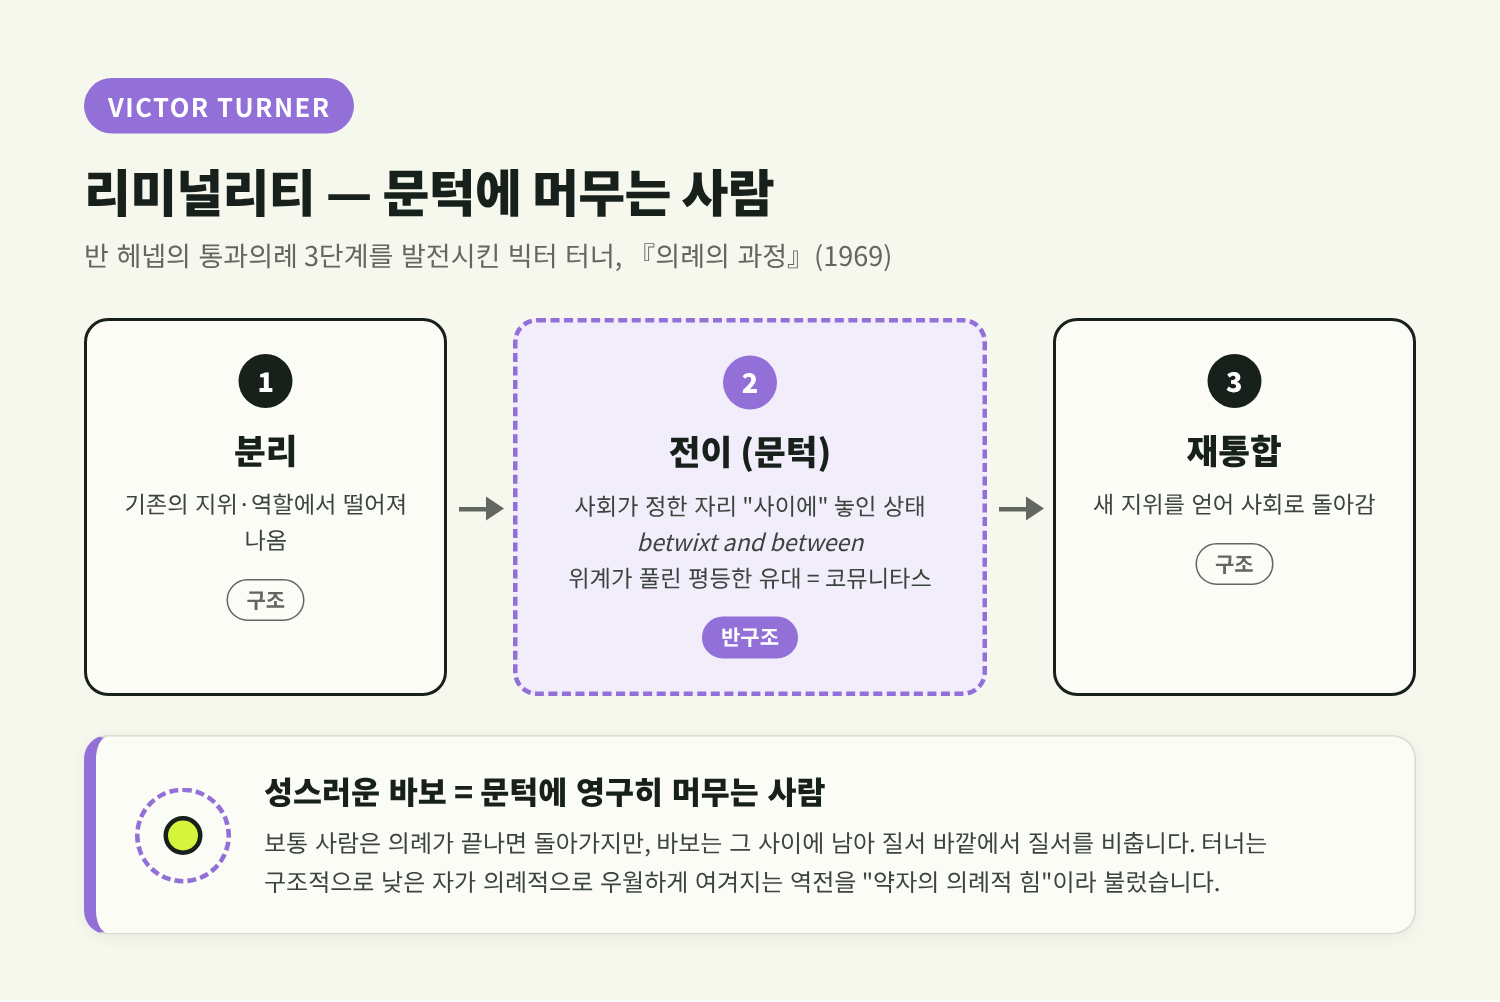 VICTOR TURNER
리미널리티 — 문턱에 머무는 사람
반 헤넵의 통과의례 3단계를 발전시킨 빅터 터너, 『의례의 과정』(1969)
1
분리
기존의 지위·역할에서 떨어져
나옴
구조
2
전이 (문턱)
사회가 정한 자리 "사이에" 놓인 상태
betwixt and between
위계가 풀린 평등한 유대 = 코뮤니타스
반구조
3
재통합
새 지위를 얻어 사회로 돌아감
구조
성스러운 바보 = 문턱에 영구히 머무는 사람
보통 사람은 의례가 끝나면 돌아가지만, 바보는 그 사이에 남아 질서 바깥에서 질서를 비춥니다. 터너는
구조적으로 낮은 자가 의례적으로 우월하게 여겨지는 역전을 "약자의 의례적 힘"이라 불렀습니다.